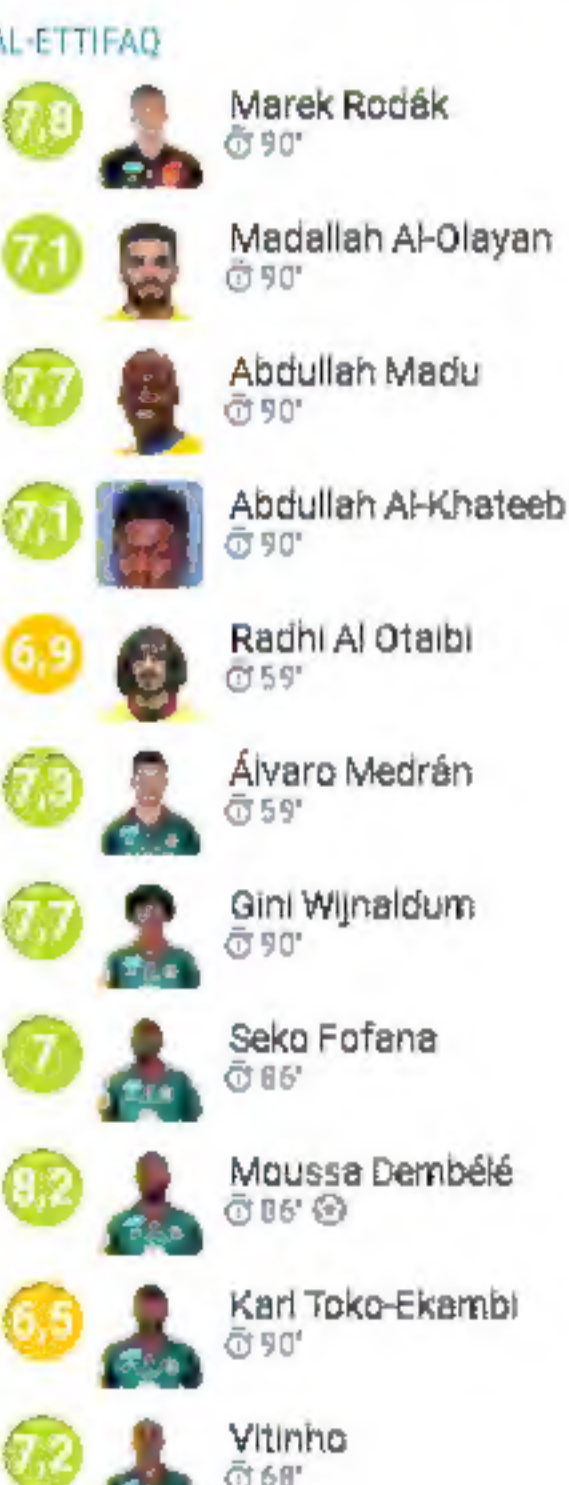 AL-ETTIFAQ
7,8
Marek Rodák
90'
7,1
Madallah Al-Olayan
90'
7,7
Abdullah Madu
90'
7,1
Abdullah Al-Khateeb
90'
6,9
Radhi Al Otaibi
59'
7,3
Álvaro Medrán
59'
7,7
Gini Wijnaldum
90'
7
Seko Fofana
86'
8,2
Moussa Dembélé
86'
6,5
Karl Toko-Ekambi
90'
7,2
Vitinho
68'